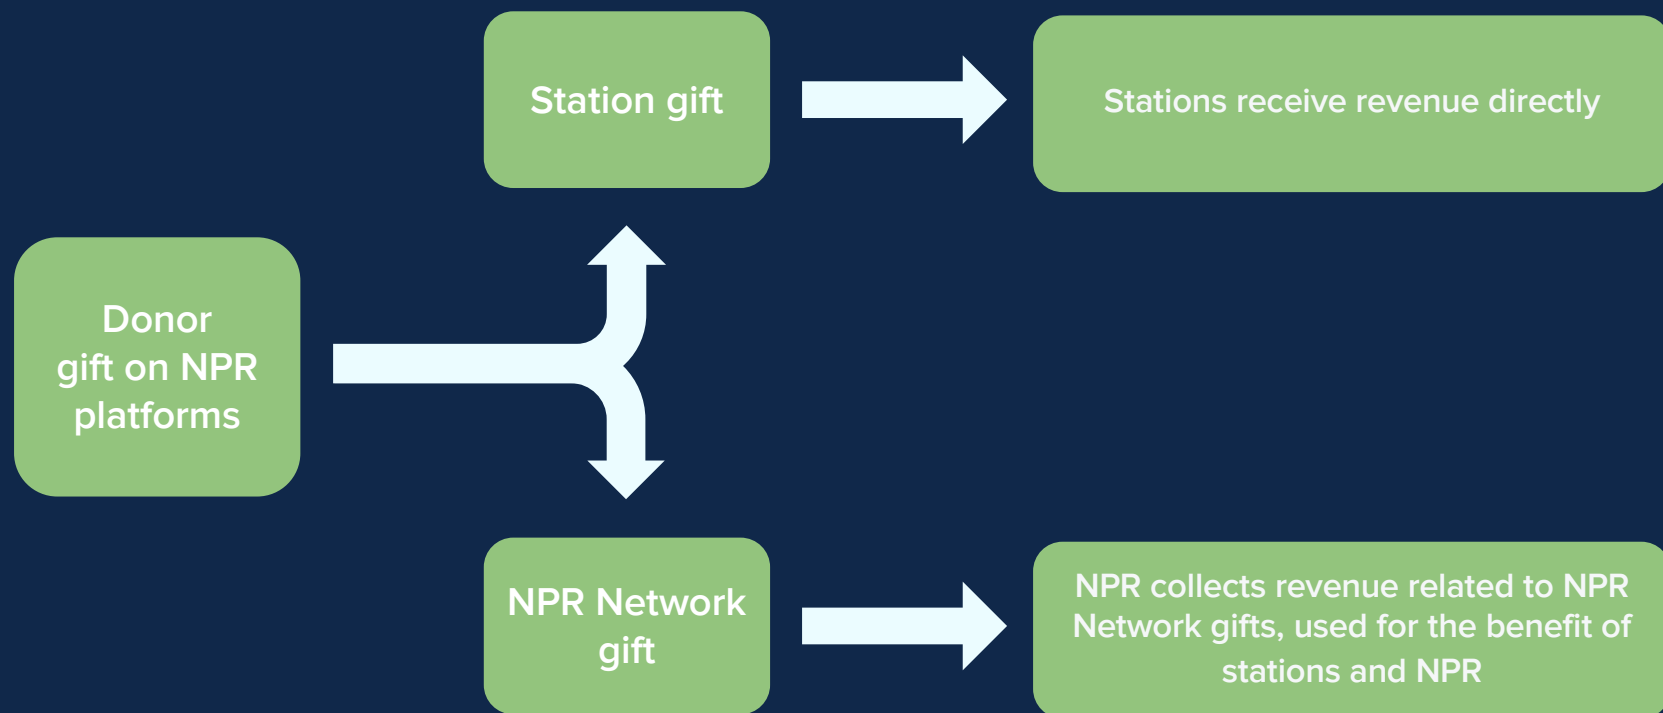 Station gift
Stations receive revenue directly
Donor
gift on NPR
platforms
NPR Network
gift
NPR collects revenue related to NPR
Network gifts, used for the benefit of
stations and NPR